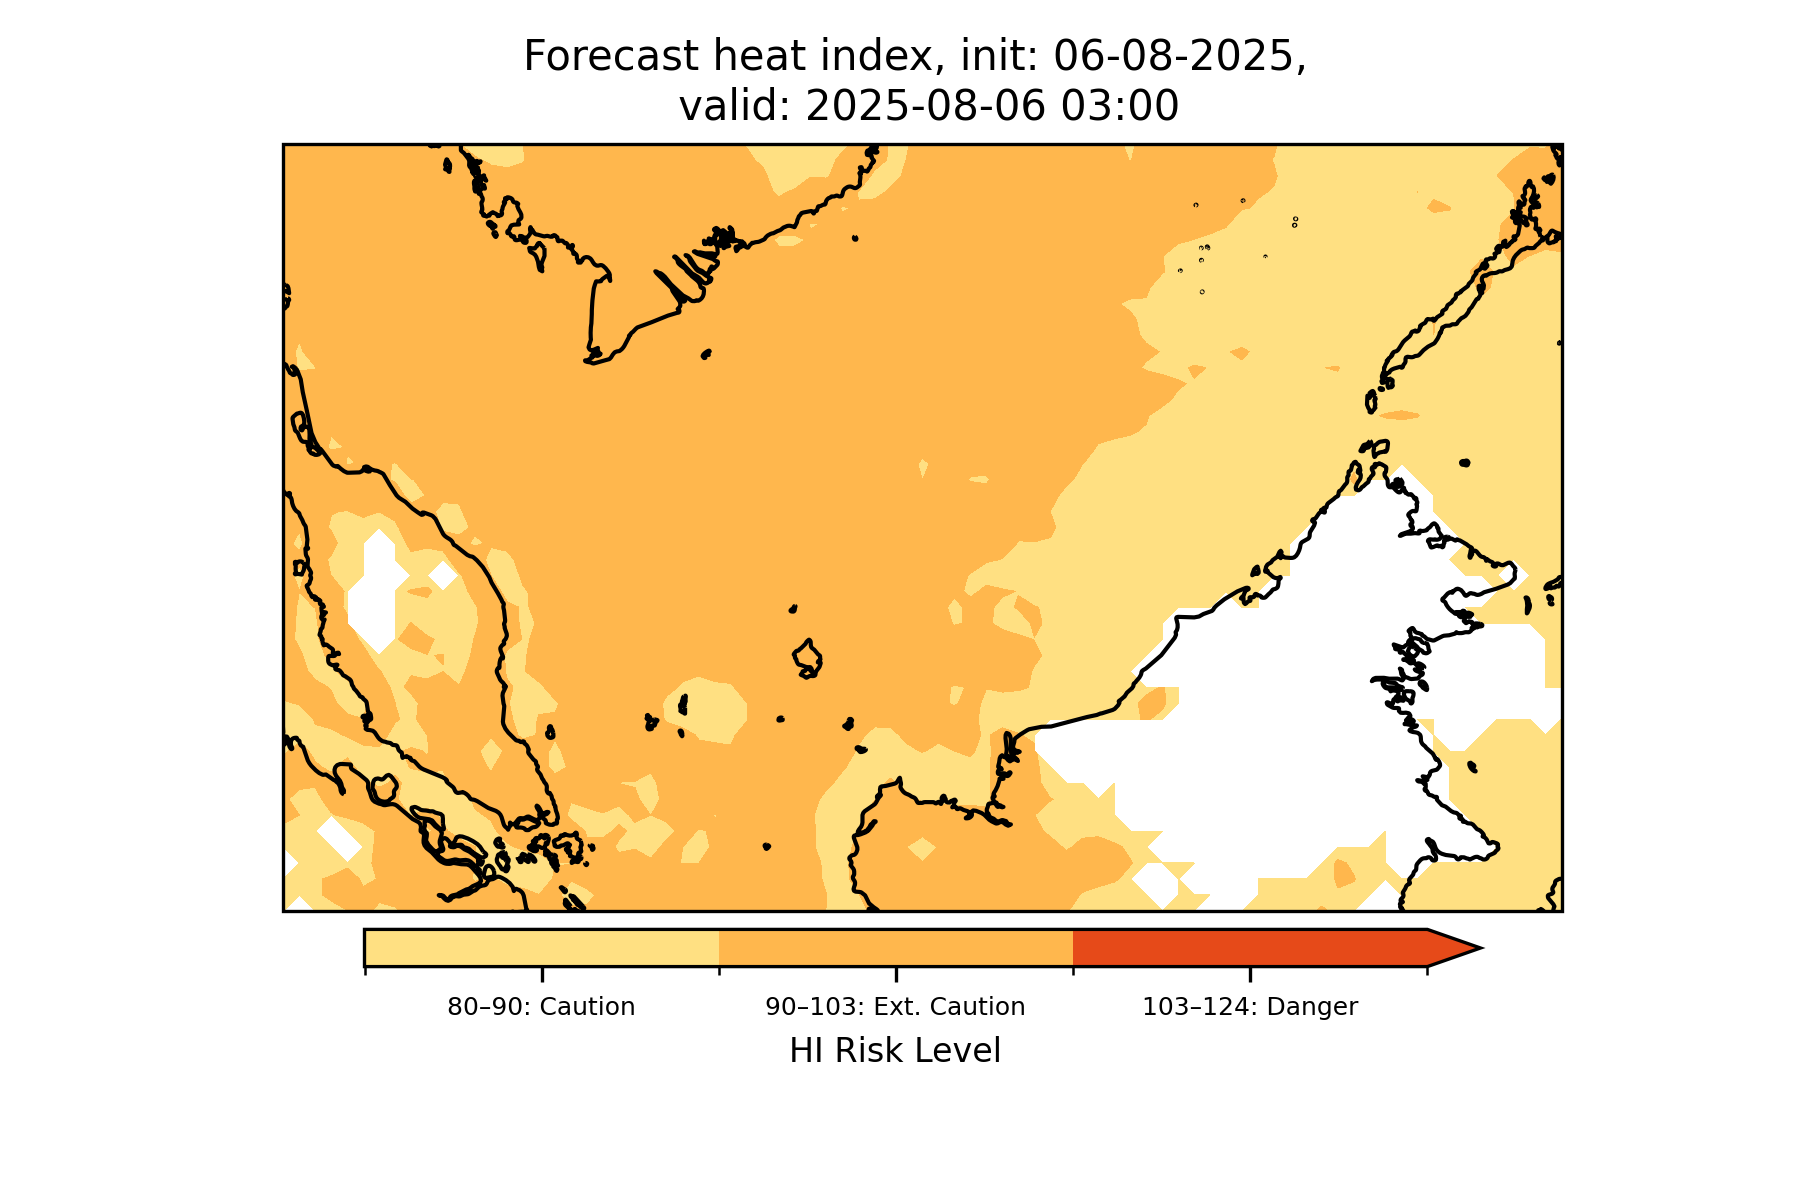 Forecast heat index, init: 06-08-2025,
valid: 2025-08-06 03:00
80–90: Caution
90–103: Ext. Caution
103–124: Danger
HI Risk Level